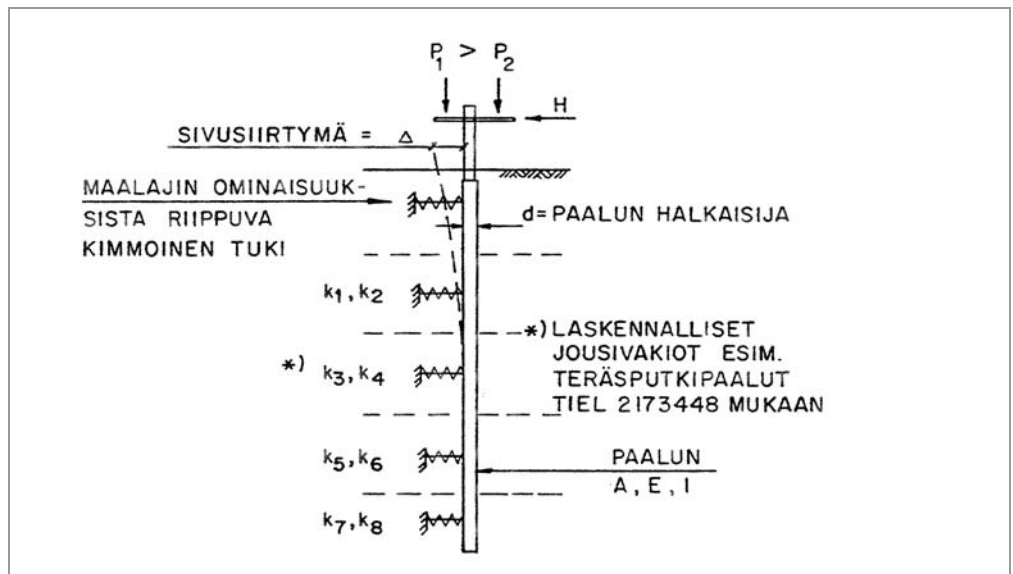 P1 > P2
H
SIVUSIIRTYMÄ = Δ
MAALAJIN OMINAISUUK-
SISTA RIIPPUVA
KIMMOINEN TUKI
d= PAALUN HALKAISIJA
k1, k2
*) LASKENNALLISET
JOUSIVAKIOT ESIM.
TERÄSPUTKIPAALUT
TIEL 2173448 MUKAAN
*) k3, k4
k5, k6
PAALUN
A, E, I
k7, k8